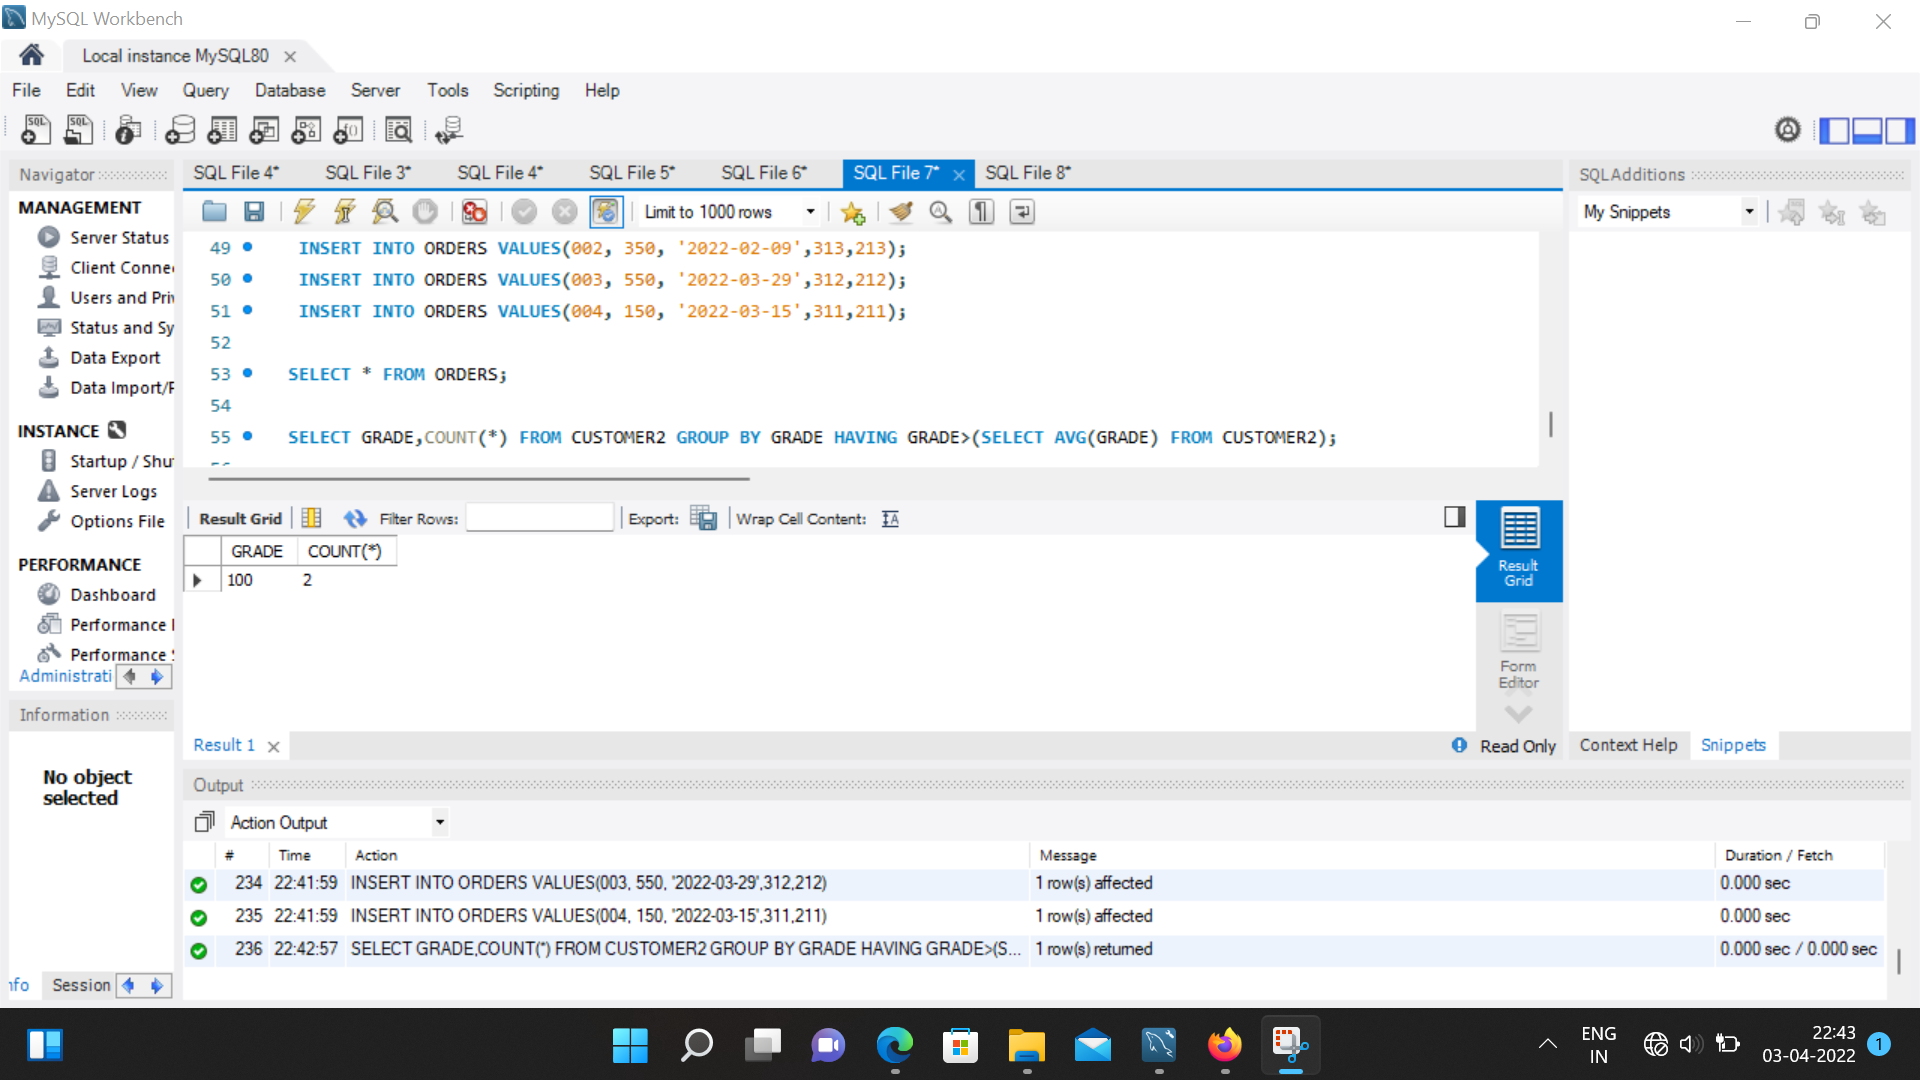 MySQL Workbench
Local instance MySQL80
File Edit View Query Database Server Tools Scripting Help
Navigator
MANAGEMENT
Server Status
Client Conne
Users and Priv
Status and Sy
Data Export
Data Import/R
INSTANCE
Startup / Shu
Server Logs
Options File
PERFORMANCE
Dashboard
Performance
Performance
Administrati
Information
No object
selected
nfo Session
SQL File 4* SQL File 3* SQL File 4* SQL File 5* SQL File 6* SQL File 7* SQL File 8*
Limit to 1000 rows
49 INSERT INTO ORDERS VALUES(002, 350, '2022-02-09',313,213);
50 INSERT INTO ORDERS VALUES(003, 550, '2022-03-29',312,212);
51 INSERT INTO ORDERS VALUES(004, 150, '2022-03-15',311,211);
52
53 SELECT * FROM ORDERS;
54
55 SELECT GRADE,COUNT(*) FROM CUSTOMER2 GROUP BY GRADE HAVING GRADE>(SELECT AVG(GRADE) FROM CUSTOMER2);
Result Grid Filter Rows: Export: Wrap Cell Content:
GRADE COUNT(*)
100 2
Result
Grid
Form
Editor
Result 1
Read Only
SQLAdditions
My Snippets
Context Help Snippets
Output
Action Output
# Time Action Message Duration / Fetch
234 22:41:59 INSERT INTO ORDERS VALUES(003, 550, '2022-03-29',312,212) 1 row(s) affected 0.000 sec
235 22:41:59 INSERT INTO ORDERS VALUES(004, 150, '2022-03-15',311,211) 1 row(s) affected 0.000 sec
236 22:42:57 SELECT GRADE,COUNT(*) FROM CUSTOMER2 GROUP BY GRADE HAVING GRADE>(S... 1 row(s) returned 0.000 sec / 0.000 sec
ENG
IN
22:43
03-04-2022
1